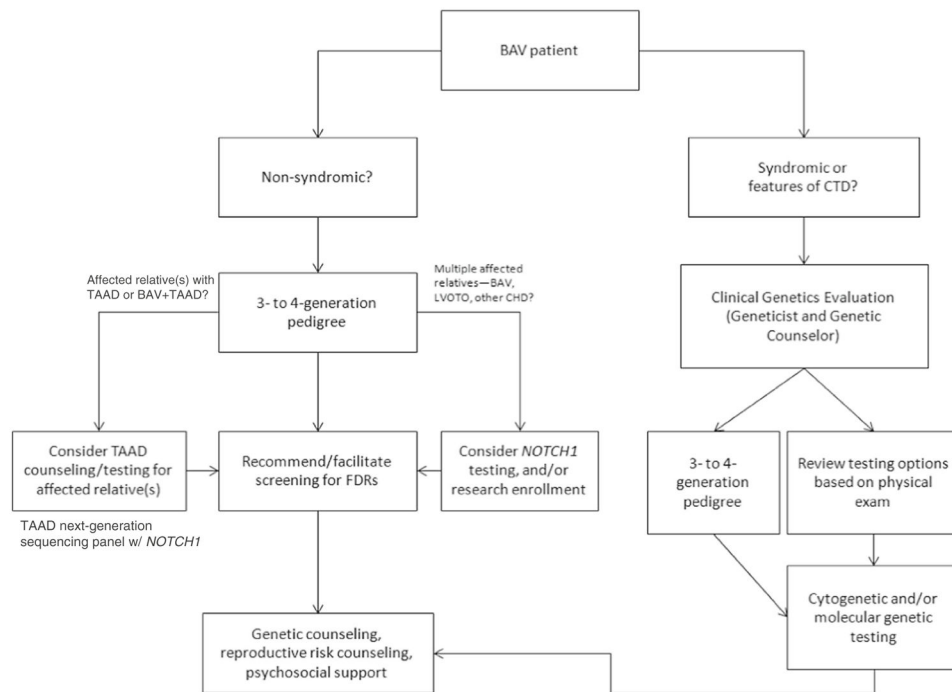 BAV patient
Non-syndromic?
Syndromic or
features of CTD?
Affected relative(s) with
TAAD or BAV+TAAD?
3- to 4-generation
pedigree
Multiple affected
relatives—BAV,
LVOTO, other CHD?
Clinical Genetics Evaluation
(Geneticist and Genetic
Counselor)
Consider TAAD
counseling/testing for
affected relative(s)
TAAD next-generation
sequencing panel w/ NOTCH1
Recommend/facilitate
screening for FDRs
Consider NOTCH1
testing, and/or
research enrollment
3- to 4-
generation
pedigree
Review testing options
based on physical
exam
Cytogenetic and/or
molecular genetic
testing
Genetic counseling,
reproductive risk counseling,
psychosocial support